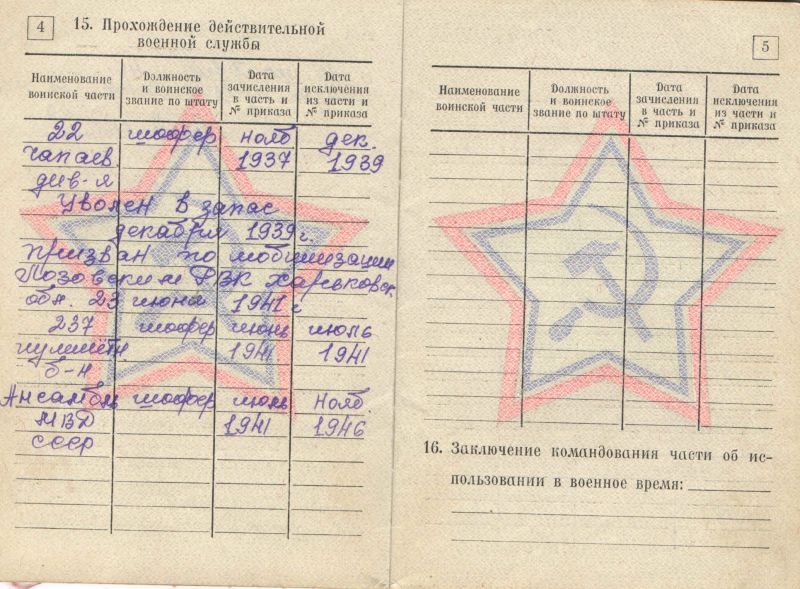 4
15. Прохождение действительной
военной службы
Наименование воинской части
Должность и воинское звание по штату
Дата зачисления в часть и № приказа
Дата исключения из части и № приказа
22 шофер нояб дек.
чапаев. 1937 1939
див-я
Уволен в запас
декабря 1939 г.
Призван по мобилизации
Лозовским РВК Харьковск.
обл. 23 июня 1941 г
237 шофер июнь июль
пулемётн. 1941 1941
б-н
Ансамбль шофер июль нояб.
МВД 1941 1946
СССР
5
Наименование воинской части
Должность и воинское звание по штату
Дата зачисления в часть и № приказа
Дата исключения из части и № приказа
16. Заключение командования части об ис-
пользовании в военное время: